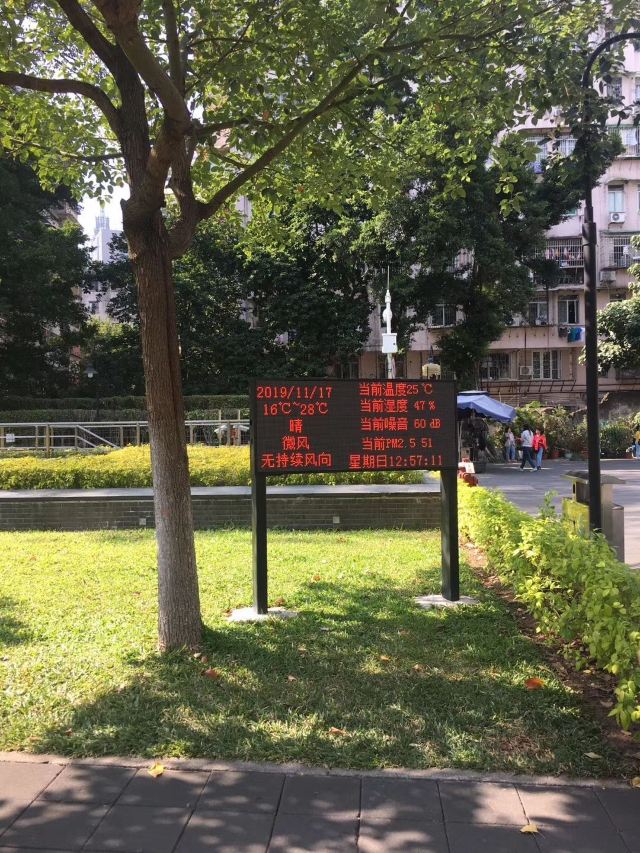 2019/11/17 当前温度25℃
16℃~28℃ 当前湿度 47 %
晴 当前噪音 60 dB
微风 当前PM2.5 51
无持续风向 星期日12:57:11